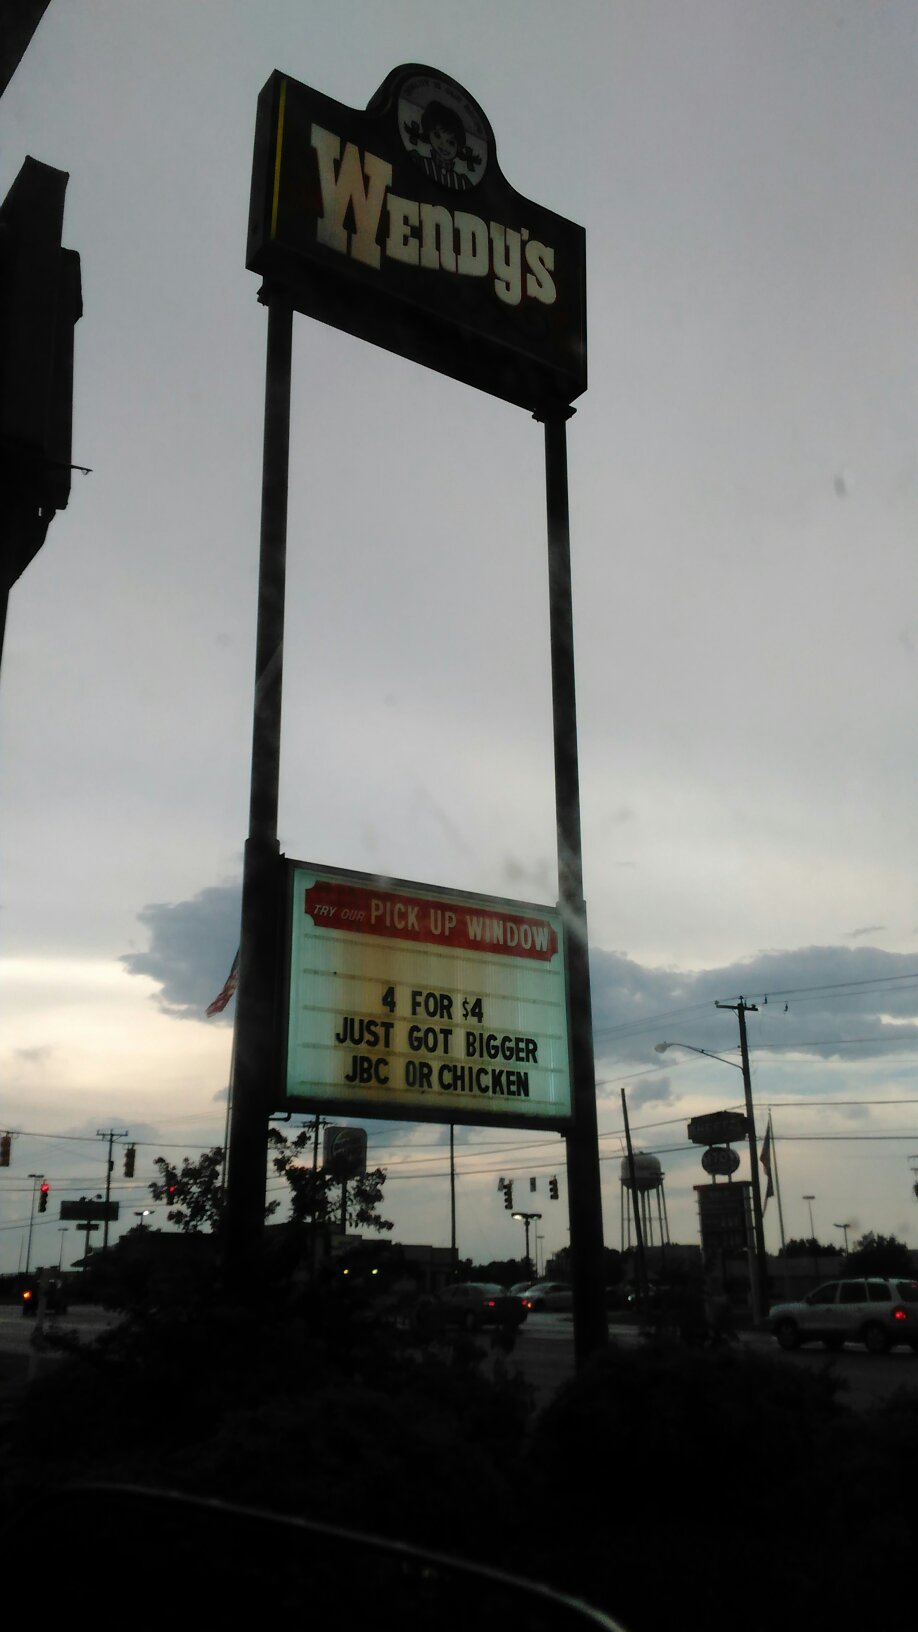 WENDY'S
TRY OUR PICK UP WINDOW
4 FOR $4
JUST GOT BIGGER
JBC OR CHICKEN